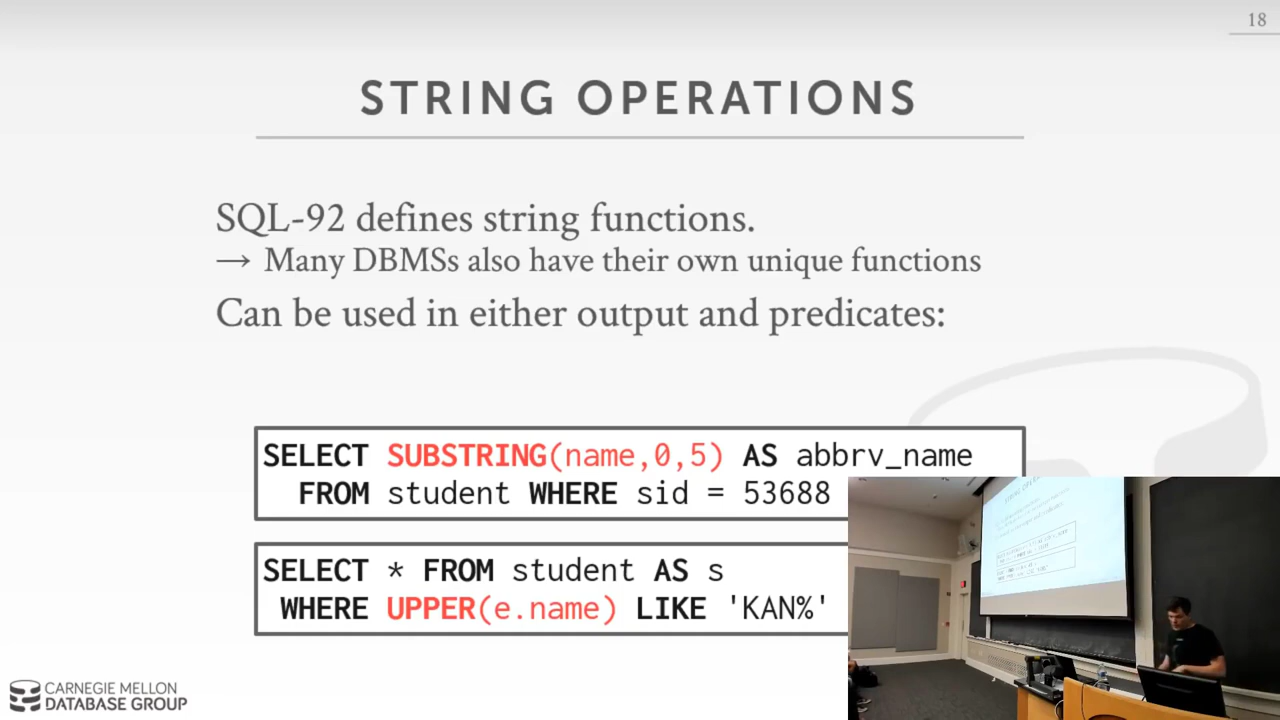 18
STRING OPERATIONS
SQL-92 defines string functions.
→ Many DBMSs also have their own unique functions
Can be used in either output and predicates:
SELECT SUBSTRING(name,0,5) AS abbrv_name
FROM student WHERE sid = 53688
SELECT * FROM student AS s
WHERE UPPER(e.name) LIKE 'KAN%'
CARNEGIE MELLON
DATABASE GROUP
STRING OPE